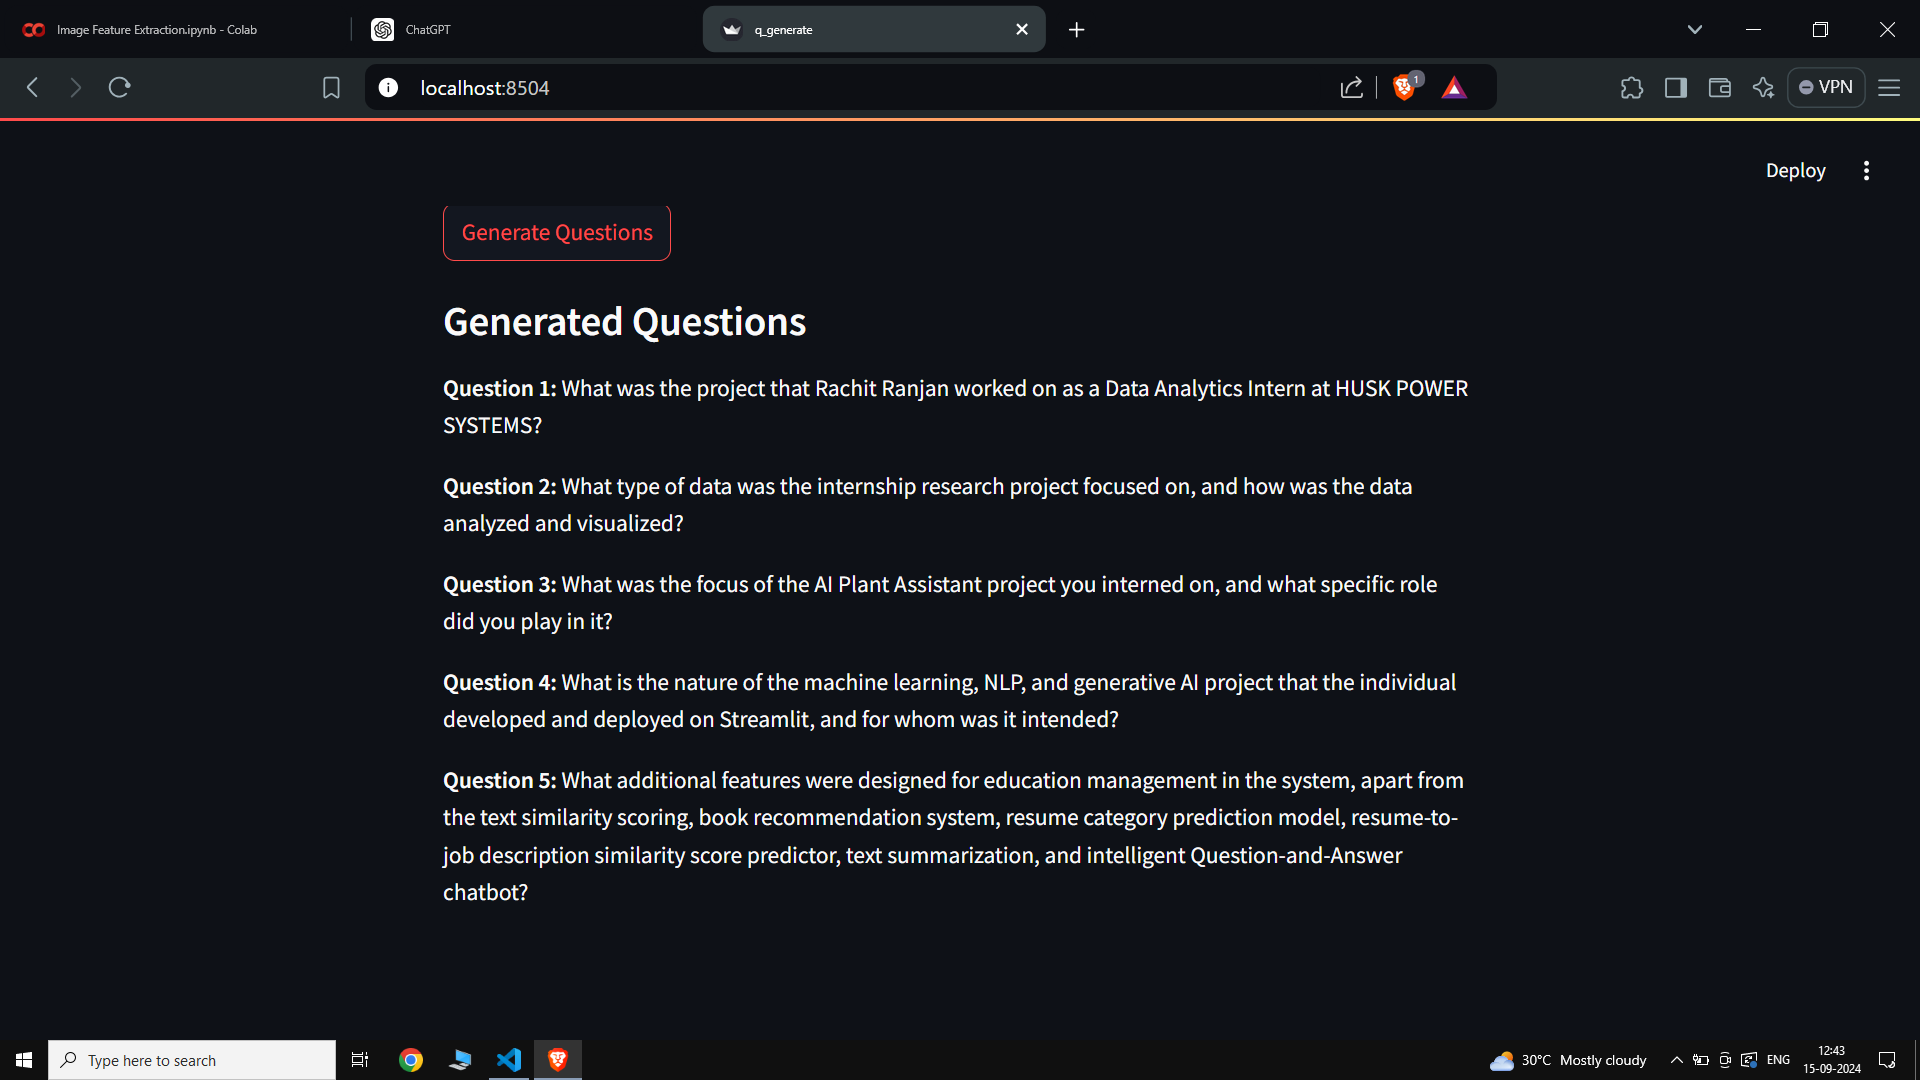 Image Feature Extraction.ipynb - Colab
ChatGPT
q_generate
localhost:8504
1
VPN
Deploy
Generate Questions
Generated Questions
Question 1: What was the project that Rachit Ranjan worked on as a Data Analytics Intern at HUSK POWER
SYSTEMS?
Question 2: What type of data was the internship research project focused on, and how was the data
analyzed and visualized?
Question 3: What was the focus of the AI Plant Assistant project you interned on, and what specific role
did you play in it?
Question 4: What is the nature of the machine learning, NLP, and generative AI project that the individual
developed and deployed on Streamlit, and for whom was it intended?
Question 5: What additional features were designed for education management in the system, apart from
the text similarity scoring, book recommendation system, resume category prediction model, resume-to-
job description similarity score predictor, text summarization, and intelligent Question-and-Answer
chatbot?
Type here to search
30°C Mostly cloudy
ENG
12:43
15-09-2024